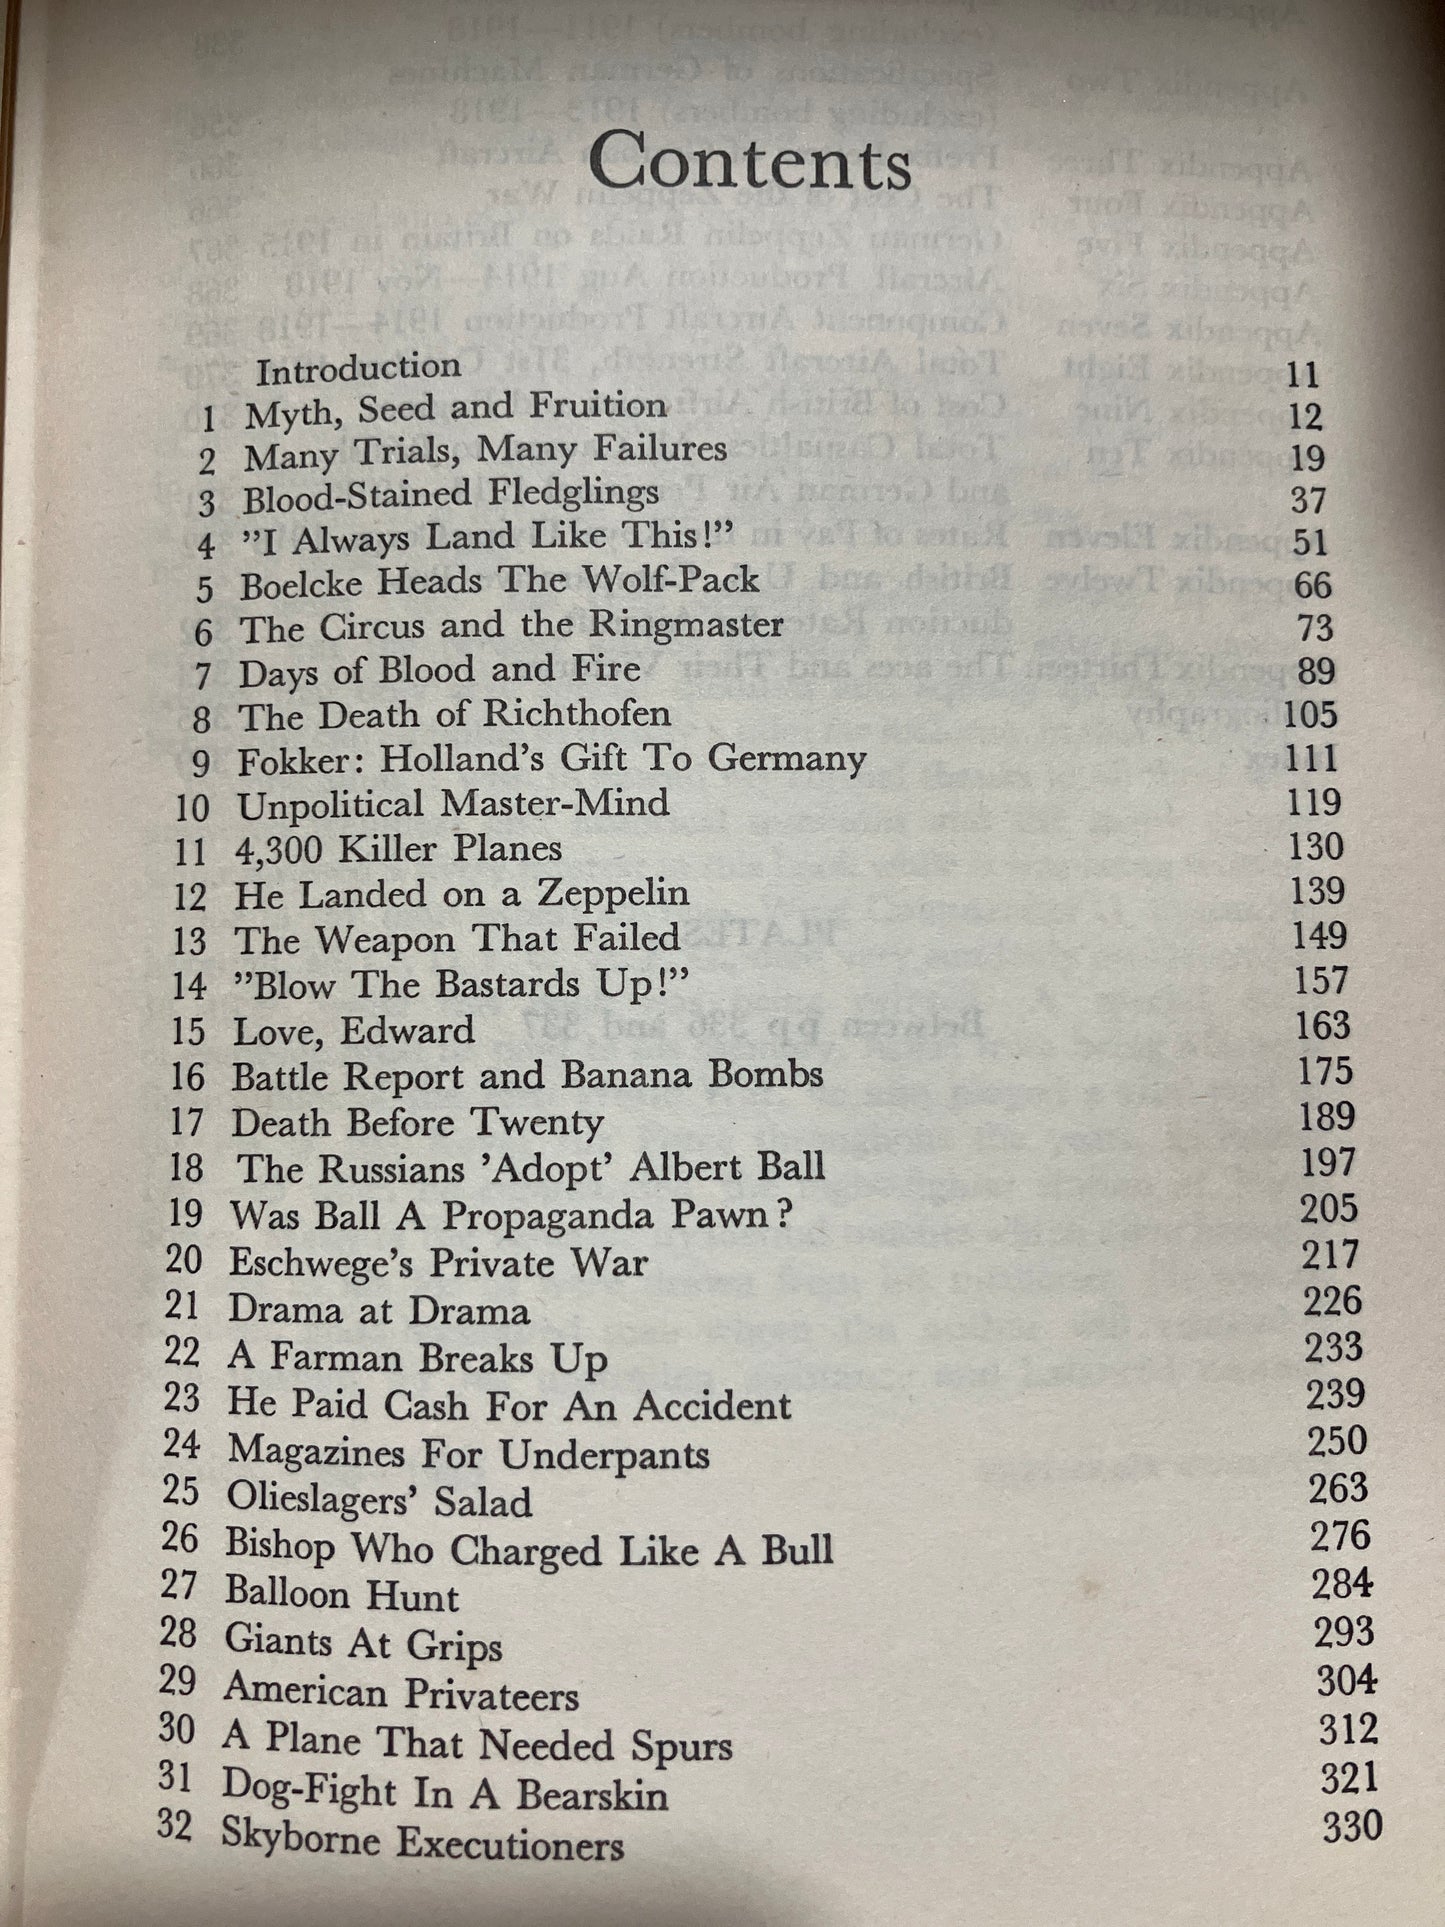 Contents
Introduction 11
1 Myth, Seed and Fruition 12
2 Many Trials, Many Failures 19
3 Blood-Stained Fledglings 37
4 ”I Always Land Like This!” 51
5 Boelcke Heads The Wolf-Pack 66
6 The Circus and the Ringmaster 73
7 Days of Blood and Fire 89
8 The Death of Richthofen 105
9 Fokker: Holland’s Gift To Germany 111
10 Unpolitical Master-Mind 119
11 4,300 Killer Planes 130
12 He Landed on a Zeppelin 139
13 The Weapon That Failed 149
14 ”Blow The Bastards Up!” 157
15 Love, Edward 163
16 Battle Report and Banana Bombs 175
17 Death Before Twenty 189
18 The Russians ’Adopt’ Albert Ball 197
19 Was Ball A Propaganda Pawn? 205
20 Eschwege’s Private War 217
21 Drama at Drama 226
22 A Farman Breaks Up 233
23 He Paid Cash For An Accident 239
24 Magazines For Underpants 250
25 Olieslagers’ Salad 263
26 Bishop Who Charged Like A Bull 276
27 Balloon Hunt 284
28 Giants At Grips 293
29 American Privateers 304
30 A Plane That Needed Spurs 312
31 Dog-Fight In A Bearskin 321
32 Skyborne Executioners 330